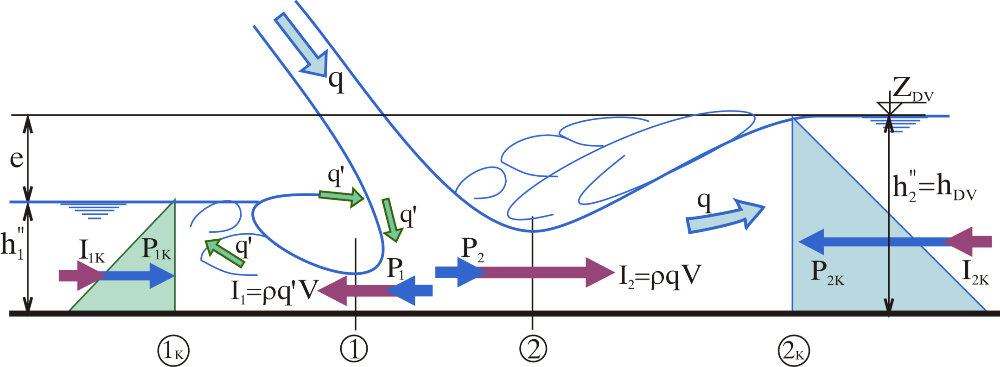 q
Z_DV
e
q'
q'
h''_1
I_1K
P_1K
q'
P_1
P_2
q
h''_2=h_DV
I_1=ρq'V
I_2=ρqV
P_2K
I_2K
1_K
1
2
2_K